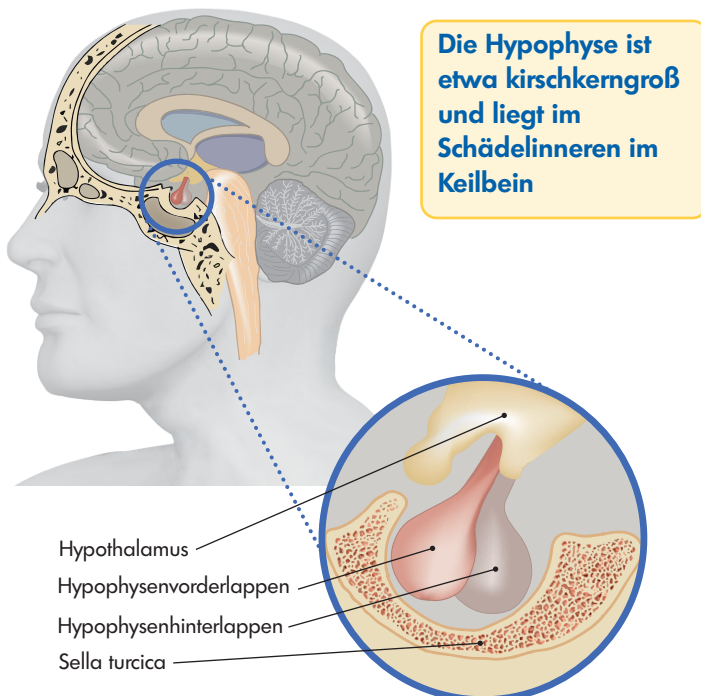 Die Hypophyse ist
etwa kirschkerngroß
und liegt im
Schädelinneren im
Keilbein
Hypothalamus
Hypophysenvorderlappen
Hypophysenhinterlappen
Sella turcica